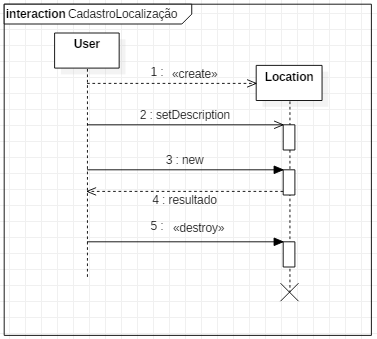 interaction CadastroLocalização
User
1 : «create»
Location
2 : setDescription
3 : new
4 : resultado
5 : «destroy»